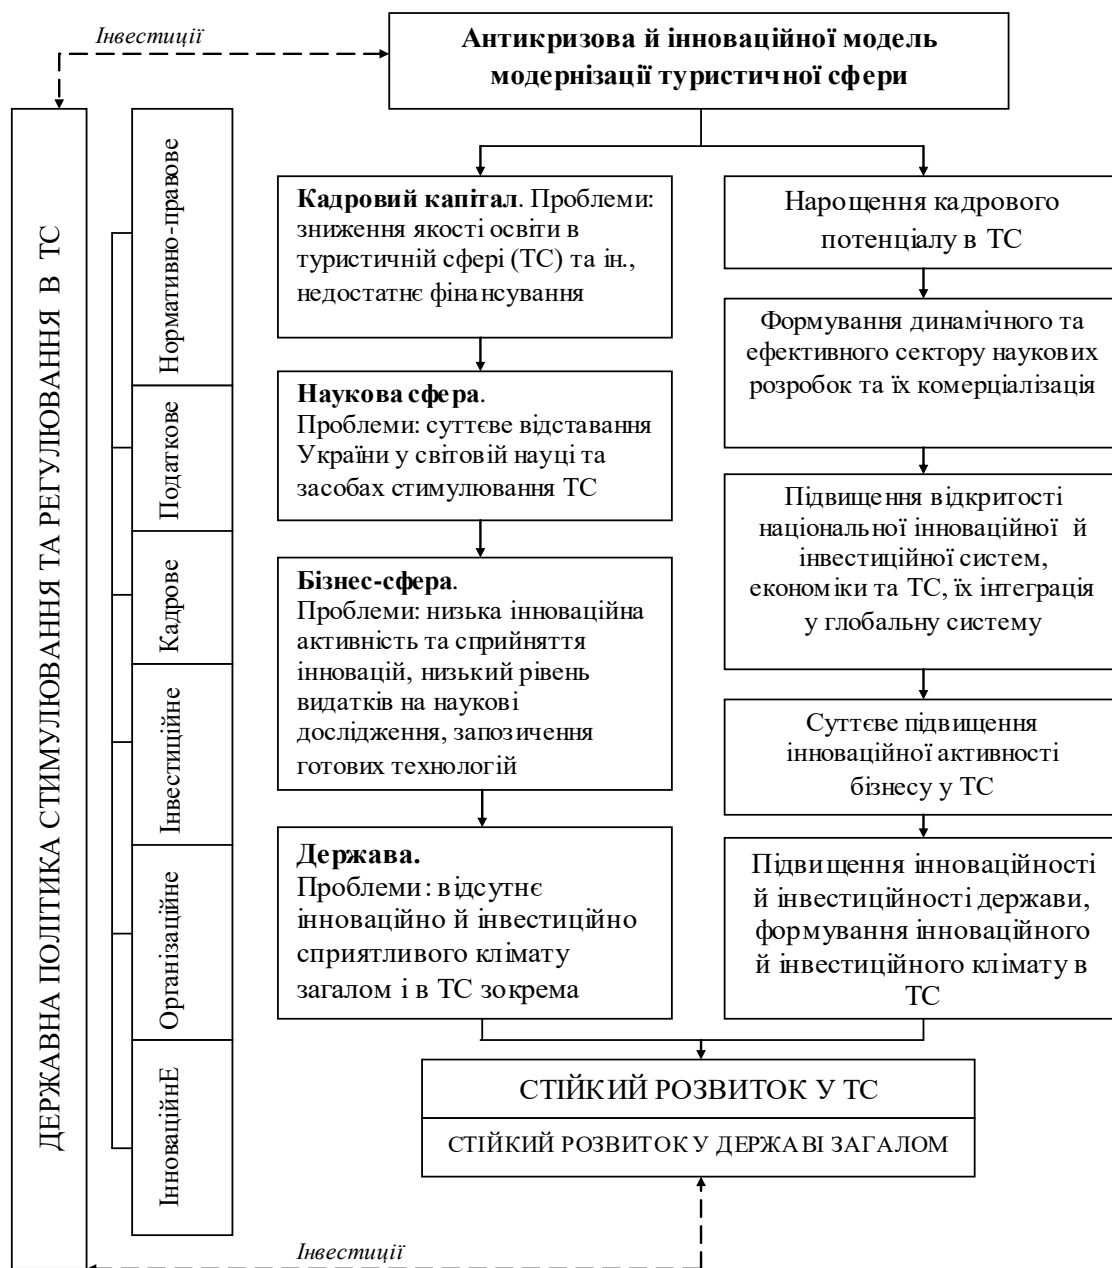 Інвестиції
Антикризова й інноваційної модель
модернізації туристичної сфери
ДЕРЖАВНА ПОЛІТИКА СТИМУЛЮВАННЯ ТА РЕГУЛЮВАННЯ В ТС
Нормативно-правове
Податкове
Кадрове
Інвестиційне
Організаційне
ІнноваційнЕ
Кадровий капітал. Проблеми:
зниження якості освіти в
туристичній сфері (ТС) та ін.,
недостатнє фінансування
Наукова сфера.
Проблеми: суттєве відставання
України у світовій науці та
засобах стимулювання ТС
Бізнес-сфера.
Проблеми: низька інноваційна
активність та сприйняття
інновацій, низький рівень
видатків на наукові
дослідження, запозичення
готових технологій
Держава.
Проблеми: відсутнє
інноваційно й інвестиційно
сприятливого клімату
загалом і в ТС зокрема
Нарощення кадрового
потенціалу в ТС
Формування динамічного та
ефективного сектору наукових
розробок та їх комерціалізація
Підвищення відкритості
національної інноваційної й
інвестиційної систем,
економіки та ТС, їх інтеграція
у глобальну систему
Суттєве підвищення
інноваційної активності
бізнесу у ТС
Підвищення інноваційності
й інвестиційності держави,
формування інноваційного
й інвестиційного клімату в
ТС
СТІЙКИЙ РОЗВИТОК У ТС
СТІЙКИЙ РОЗВИТОК У ДЕРЖАВІ ЗАГАЛОМ
Інвестиції